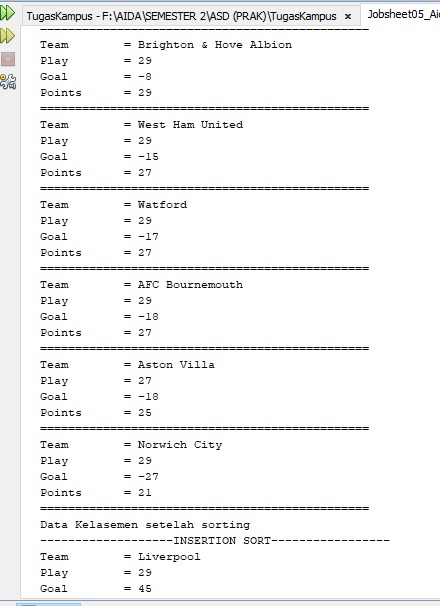 TugasKampus - F:\AIDA\SEMESTER 2\ASD (PRAK)\TugasKampus × Jobsheet05_Aid
=============================================
Team = Brighton & Hove Albion
Play = 29
Goal = -8
Points = 29
=============================================
Team = West Ham United
Play = 29
Goal = -15
Points = 27
=============================================
Team = Watford
Play = 29
Goal = -17
Points = 27
=============================================
Team = AFC Bournemouth
Play = 29
Goal = -18
Points = 27
=============================================
Team = Aston Villa
Play = 27
Goal = -18
Points = 25
=============================================
Team = Norwich City
Play = 29
Goal = -27
Points = 21
=============================================
Data Kelasemen setelah sorting
-------------------INSERTION SORT-----------------
Team = Liverpool
Play = 29
Goal = 45